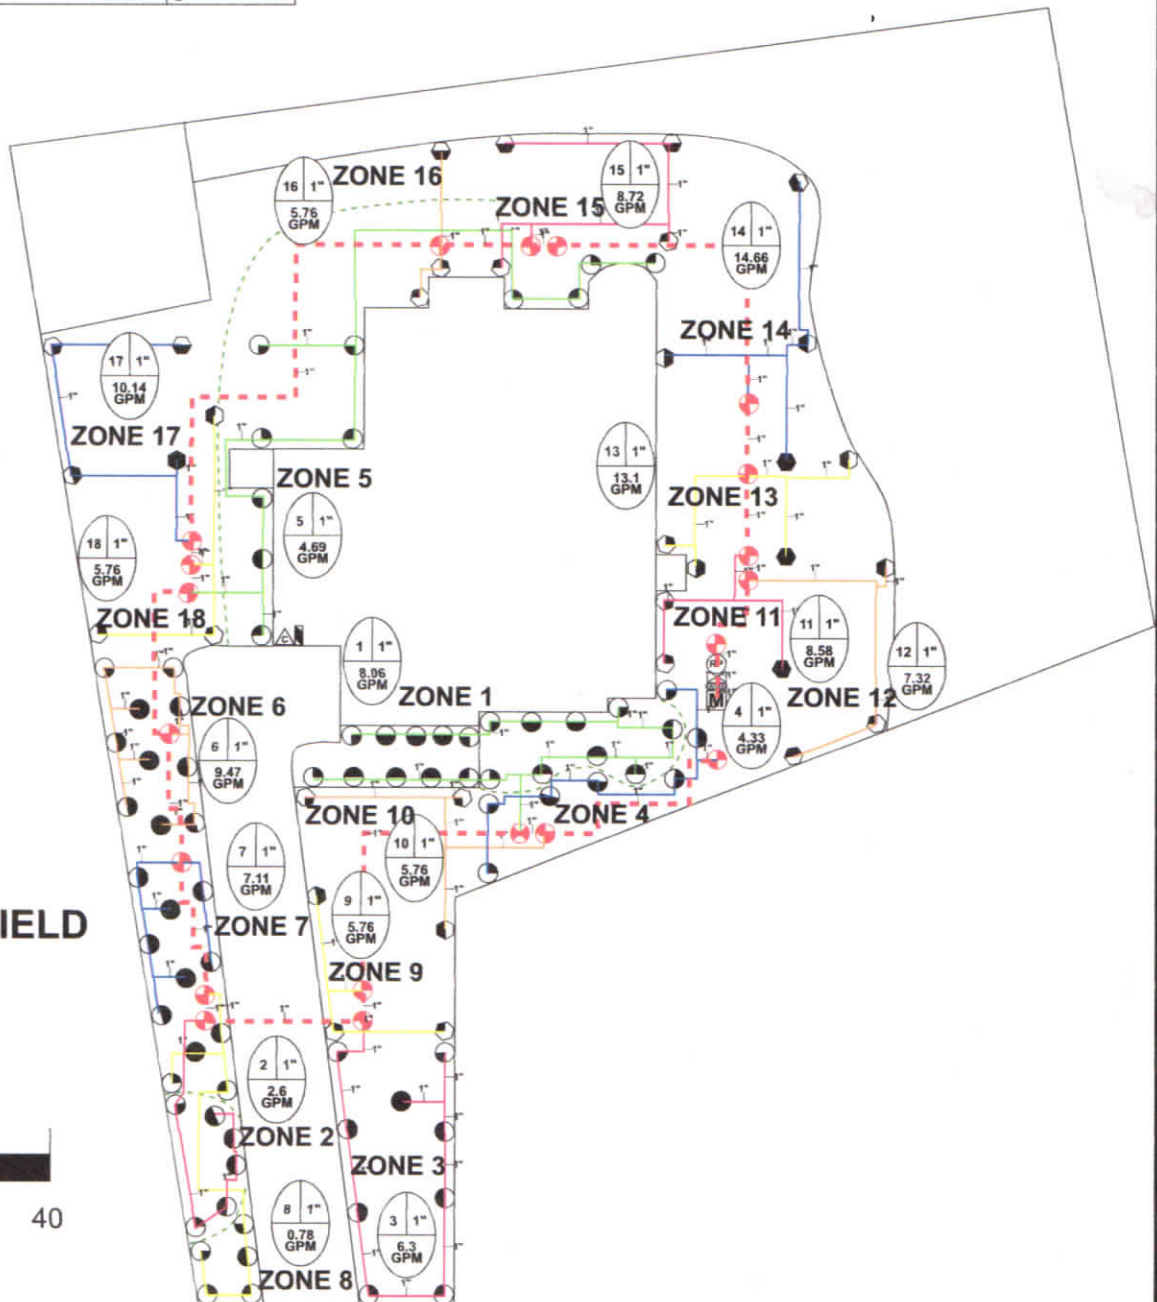 ZONE 16
16 1"
5.76
GPM
15 1"
8.72
GPM
ZONE 15
14 1"
14.66
GPM
ZONE 14
17 1"
10.14
GPM
ZONE 17
13 1"
13.1
GPM
ZONE 5
ZONE 13
5 1"
4.69
GPM
18 1"
5.76
GPM
ZONE 18
C
ZONE 11
11 1"
8.58
GPM
1 1"
8.06
GPM
12 1"
7.32
GPM
RP
M
ZONE 1
ZONE 12
ZONE 6
4 1"
4.33
GPM
6 1"
9.47
GPM
ZONE 10
ZONE 4
10 1"
5.76
GPM
7 1"
7.11
GPM
9 1"
5.76
GPM
IELD
ZONE 7
ZONE 9
2 1"
2.6
GPM
ZONE 2
ZONE 3
40
8 1"
0.78
GPM
3 1"
6.3
GPM
ZONE 8